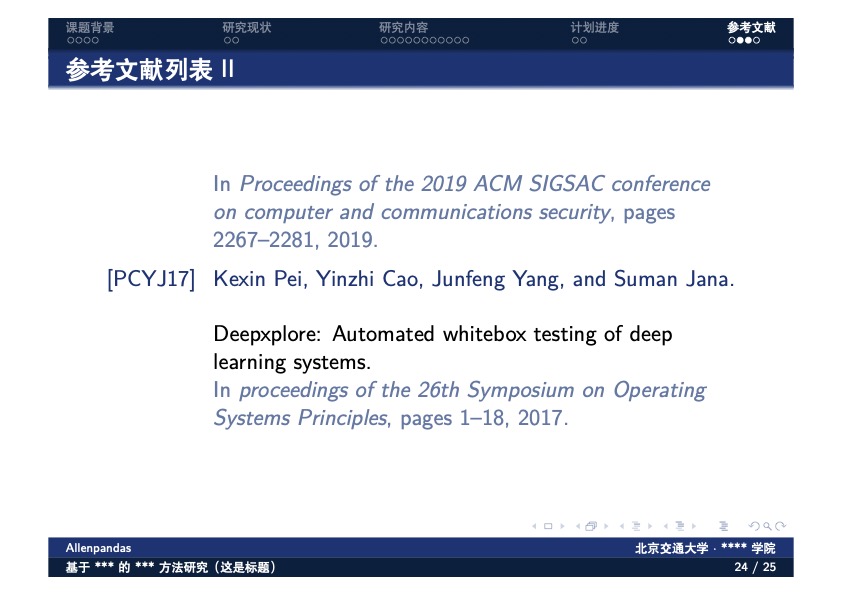 课题背景 研究现状 研究内容 计划进度 参考文献
参考文献列表 II
In Proceedings of the 2019 ACM SIGSAC conference
on computer and communications security, pages
2267–2281, 2019.
[PCYJ17] Kexin Pei, Yinzhi Cao, Junfeng Yang, and Suman Jana.
Deepxplore: Automated whitebox testing of deep
learning systems.
In proceedings of the 26th Symposium on Operating
Systems Principles, pages 1–18, 2017.
Allenpandas 北京交通大学 · **** 学院
基于 *** 的 *** 方法研究（这是标题） 24 / 25